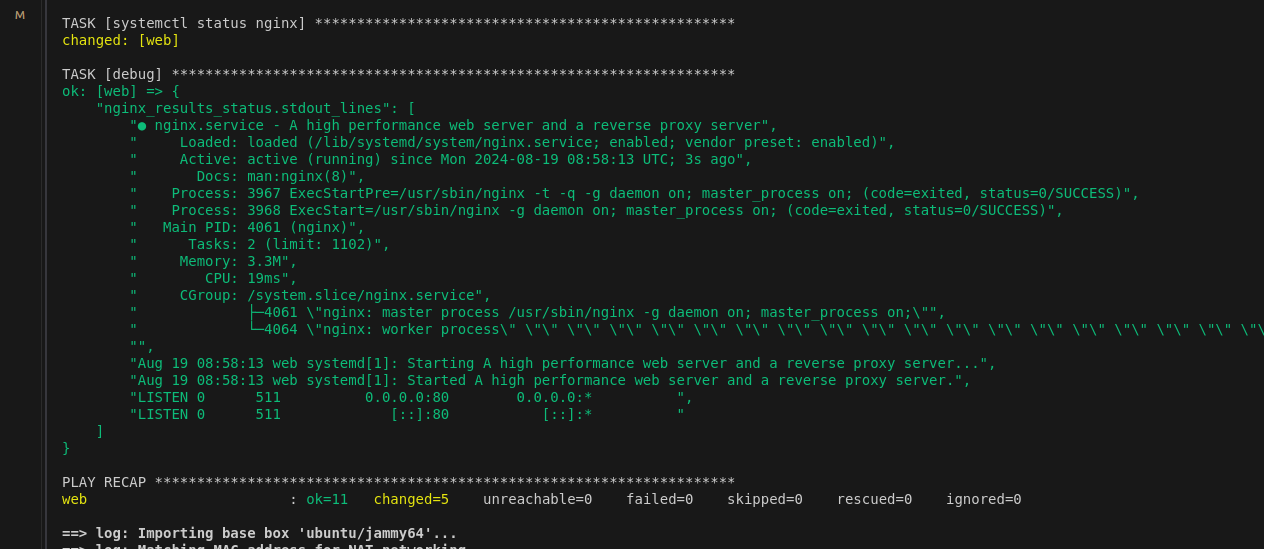 M
TASK [systemctl status nginx] **************************************************
changed: [web]
TASK [debug] *******************************************************************
ok: [web] => {
    "nginx_results_status.stdout_lines": [
        "● nginx.service - A high performance web server and a reverse proxy server",
        "     Loaded: loaded (/lib/systemd/system/nginx.service; enabled; vendor preset: enabled)",
        "     Active: active (running) since Mon 2024-08-19 08:58:13 UTC; 3s ago",
        "       Docs: man:nginx(8)",
        "    Process: 3967 ExecStartPre=/usr/sbin/nginx -t -q -g daemon on; master_process on; (code=exited, status=0/SUCCESS)",
        "    Process: 3968 ExecStart=/usr/sbin/nginx -g daemon on; master_process on; (code=exited, status=0/SUCCESS)",
        "   Main PID: 4061 (nginx)",
        "      Tasks: 2 (limit: 1102)",
        "     Memory: 3.3M",
        "        CPU: 19ms",
        "     CGroup: /system.slice/nginx.service",
        "             ├─4061 \"nginx: master process /usr/sbin/nginx -g daemon on; master_process on;\"",
        "             └─4064 \"nginx: worker process\" \"\" \"\" \"\" \"\" \"\" \"\" \"\" \"\" \"\" \"\" \"\" \"\" \"\" \"\" \"\" \"\" \"\" \"\
        "",
        "Aug 19 08:58:13 web systemd[1]: Starting A high performance web server and a reverse proxy server...",
        "Aug 19 08:58:13 web systemd[1]: Started A high performance web server and a reverse proxy server.",
        "LISTEN 0      511          0.0.0.0:80        0.0.0.0:*          ",
        "LISTEN 0      511             [::]:80           [::]:*          "
    ]
}
PLAY RECAP *********************************************************************
web                        : ok=11   changed=5    unreachable=0    failed=0    skipped=0    rescued=0    ignored=0
==> log: Importing base box 'ubuntu/jammy64'...
==> log: Matching MAC address for NAT networking